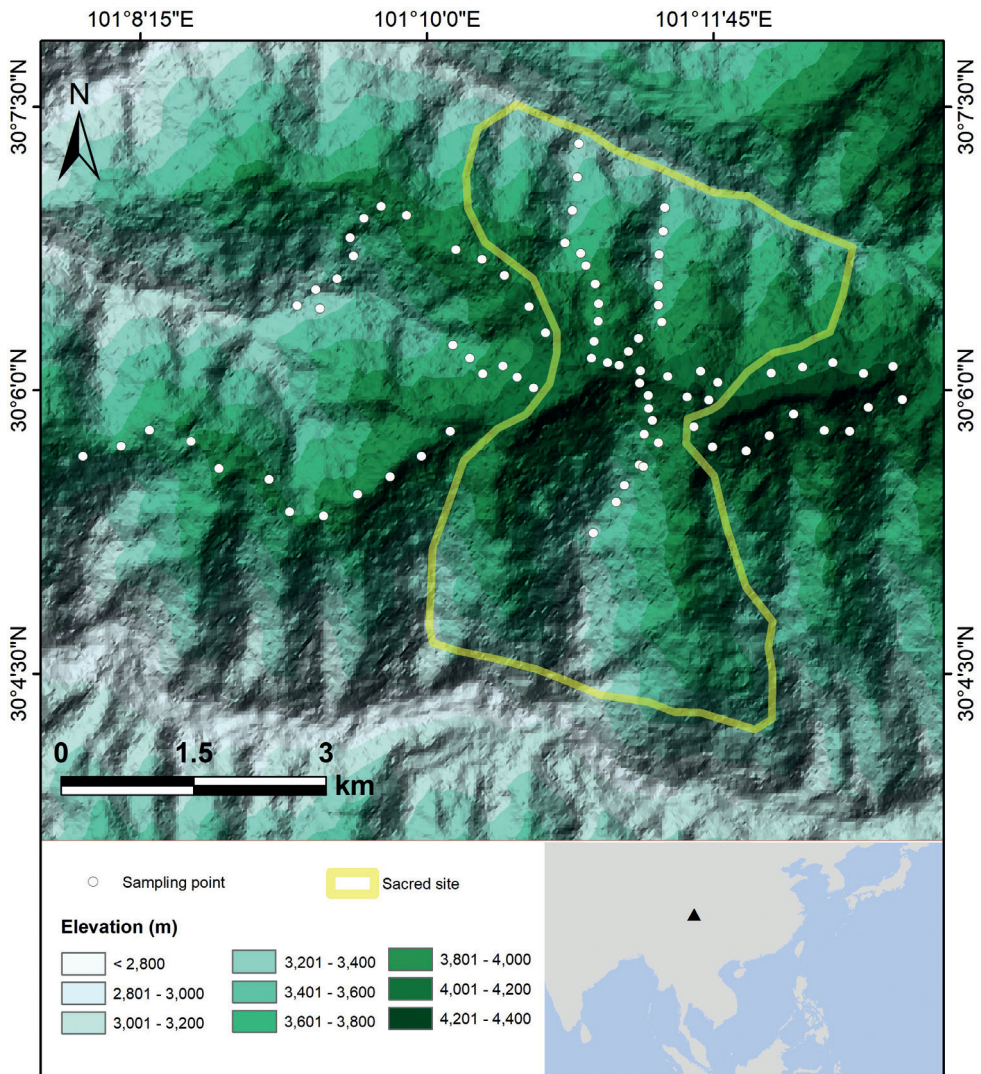 101°8'15"E 101°10'0"E 101°11'45"E
30°7'30"N 30°7'30"N
N
30°6'0"N 30°6'0"N
30°4'30"N 30°4'30"N
0 1.5 3
km
Sampling point Sacred site
Elevation (m)
< 2,800 3,201 - 3,400 3,801 - 4,000
2,801 - 3,000 3,401 - 3,600 4,001 - 4,200
3,001 - 3,200 3,601 - 3,800 4,201 - 4,400